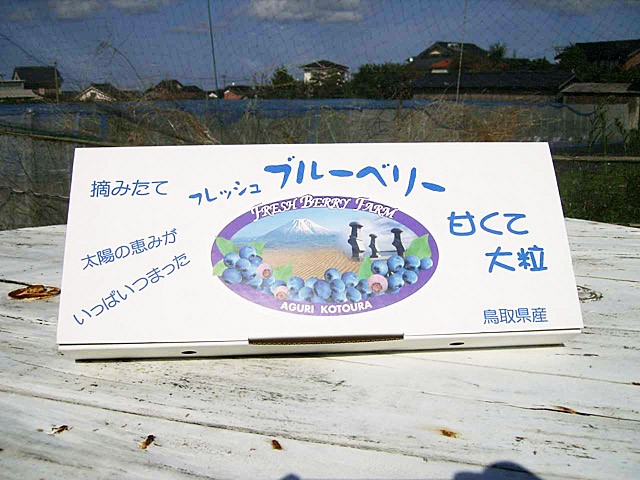 摘みたて
フレッシュ ブルーベリー
太陽の恵みが
いっぱいつまった
FRESH BERRY FARM
AGURI KOTOURA
甘くて
大粒
鳥取県産